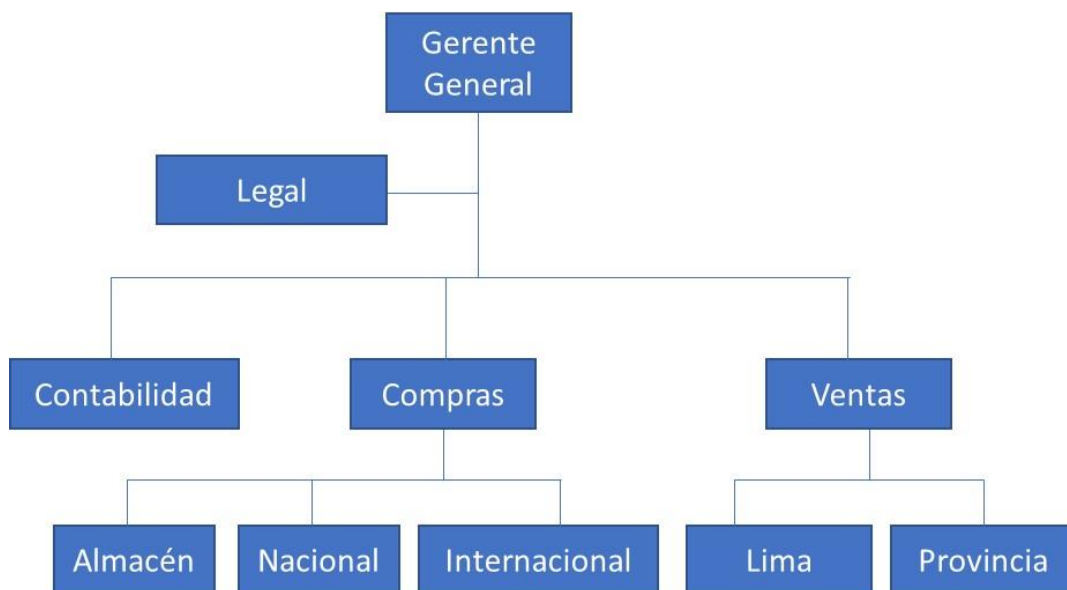 Gerente
General
Legal
Contabilidad
Compras
Ventas
Almacén
Nacional
Internacional
Lima
Provincia